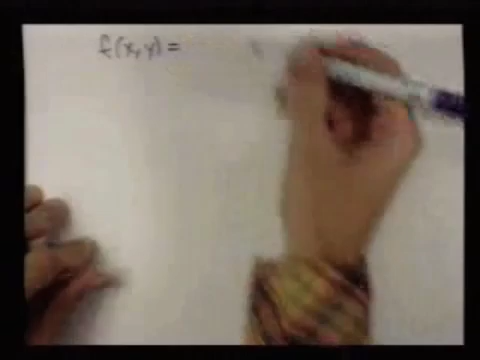 f(x,y) =